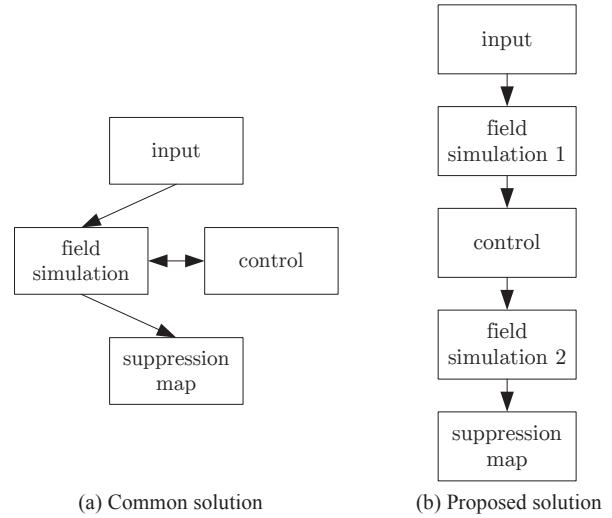 input
field
simulation
control
suppression
map
(a) Common solution
input
field
simulation 1
control
field
simulation 2
suppression
map
(b) Proposed solution